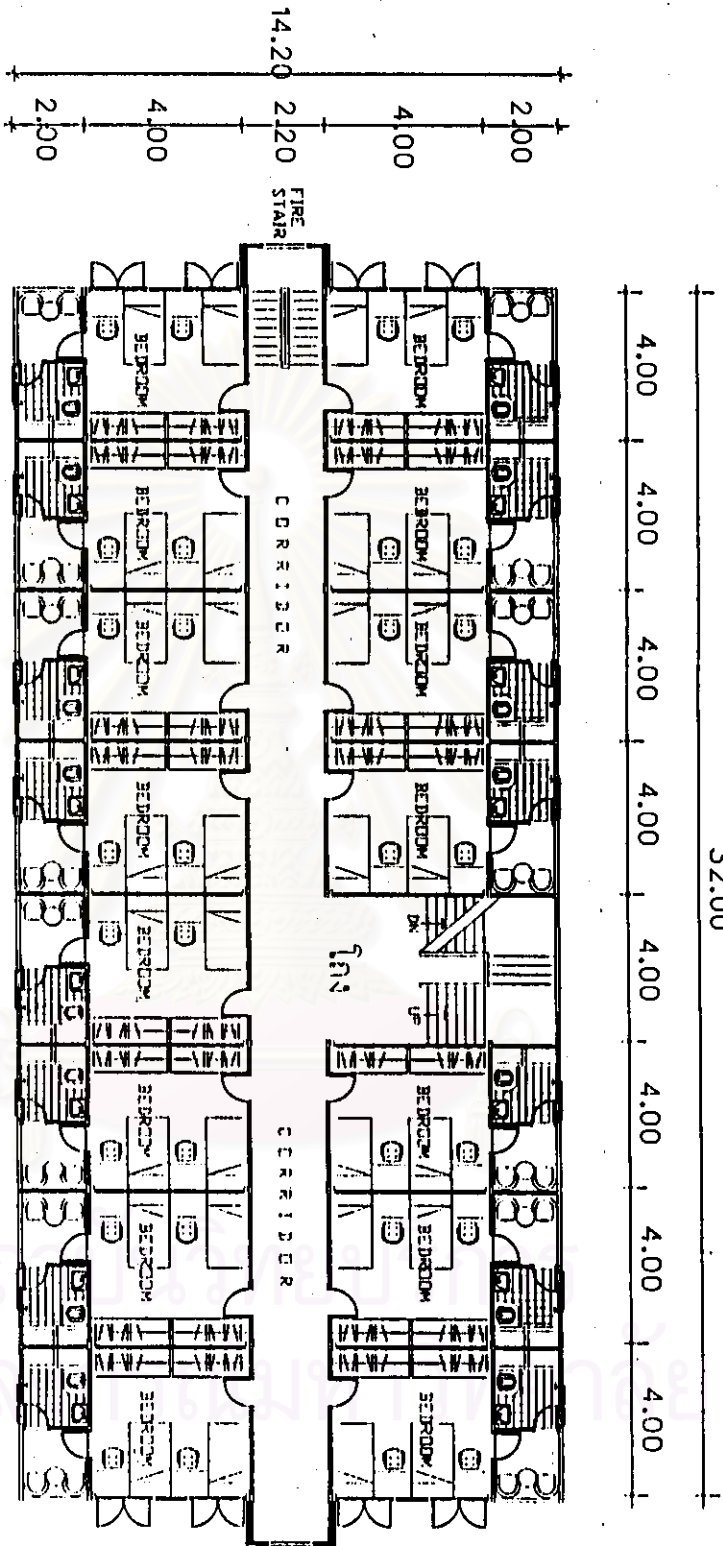 32.00
4.00 4.00 4.00 4.00 4.00 4.00 4.00 4.00
14.20
2.00
4.00
2.20
4.00
2.00
FIRE
STAIR
DN
UP
โถง
BEDROOM BEDROOM BEDROOM BEDROOM BEDROOM BEDROOM BEDROOM
CORRIDOR CORRIDOR
BEDROOM BEDROOM BEDROOM BEDROOM BEDROOM BEDROOM BEDROOM BEDROOM